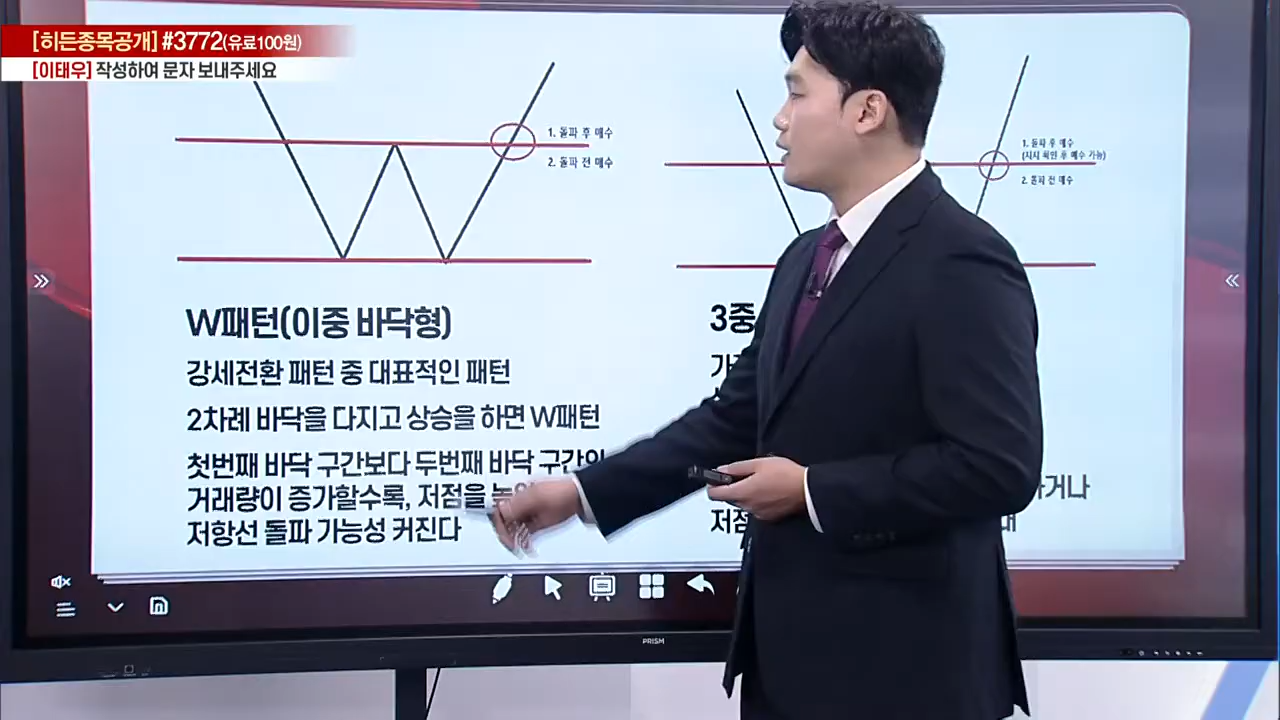 [히든종목공개] #3772(유료100원)
[이태우] 작성하여 문자 보내주세요
1. 돌파 후 매수
2. 돌파 전 매수
1. 돌파 후 매수
(지지 확인 후 매수 가능)
2. 돌파 전 매수
W패턴(이중 바닥형)
강세전환 패턴 중 대표적인 패턴
2차례 바닥을 다지고 상승을 하면 W패턴
첫번째 바닥 구간보다 두번째 바닥 구간의
거래량이 증가할수록, 저점을
저항선 돌파 가능성 커진다
3중
저점
PRISM